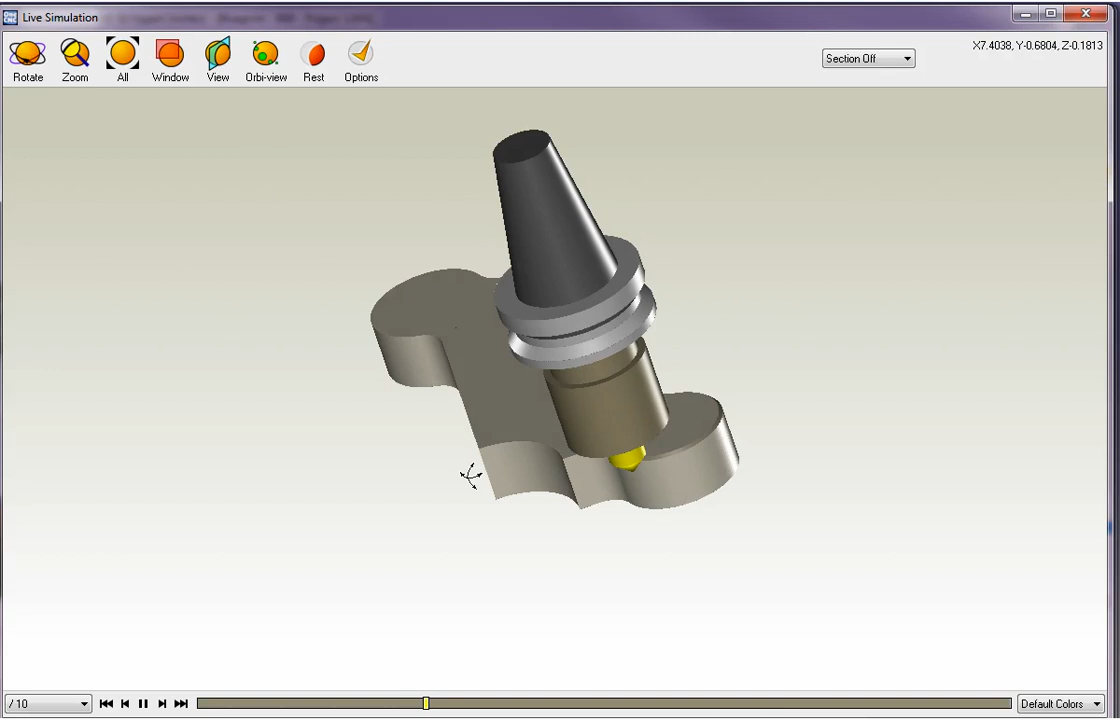 Live Simulation
X7.4038, Y-0.6804, Z-0.1813
Section Off
Rotate Zoom All Window View Orbi-view Rest Options
/ 10
Default Colors